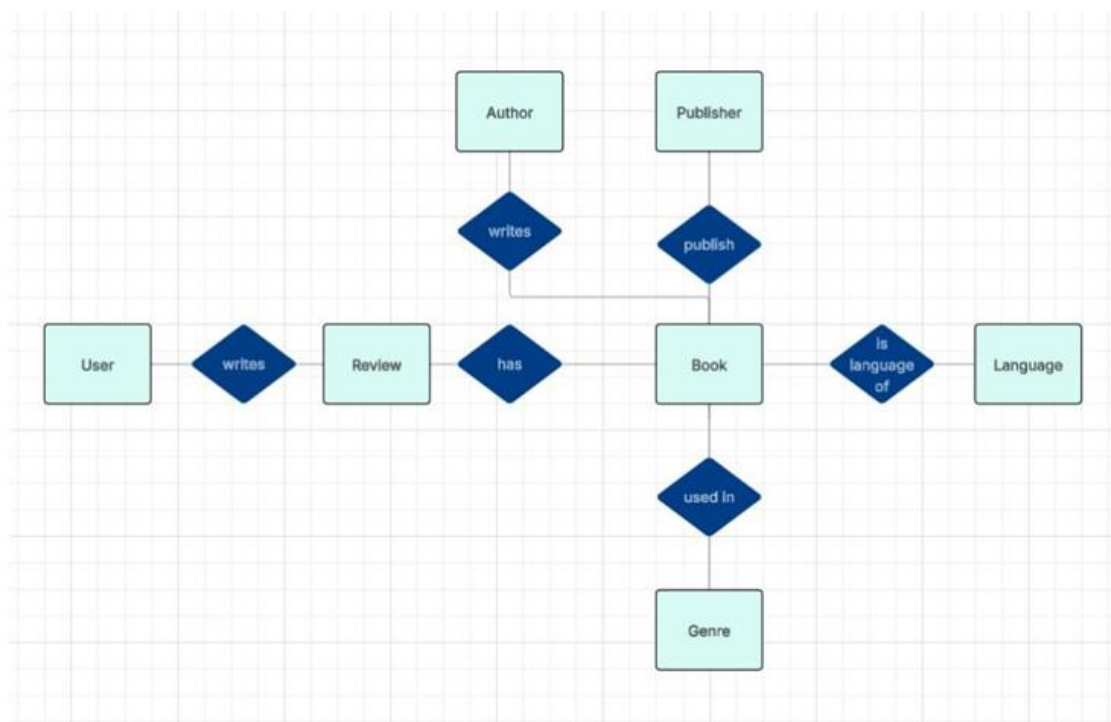 Author
Publisher
writes
publish
User
writes
Review
has
Book
is
language
of
Language
used in
Genre